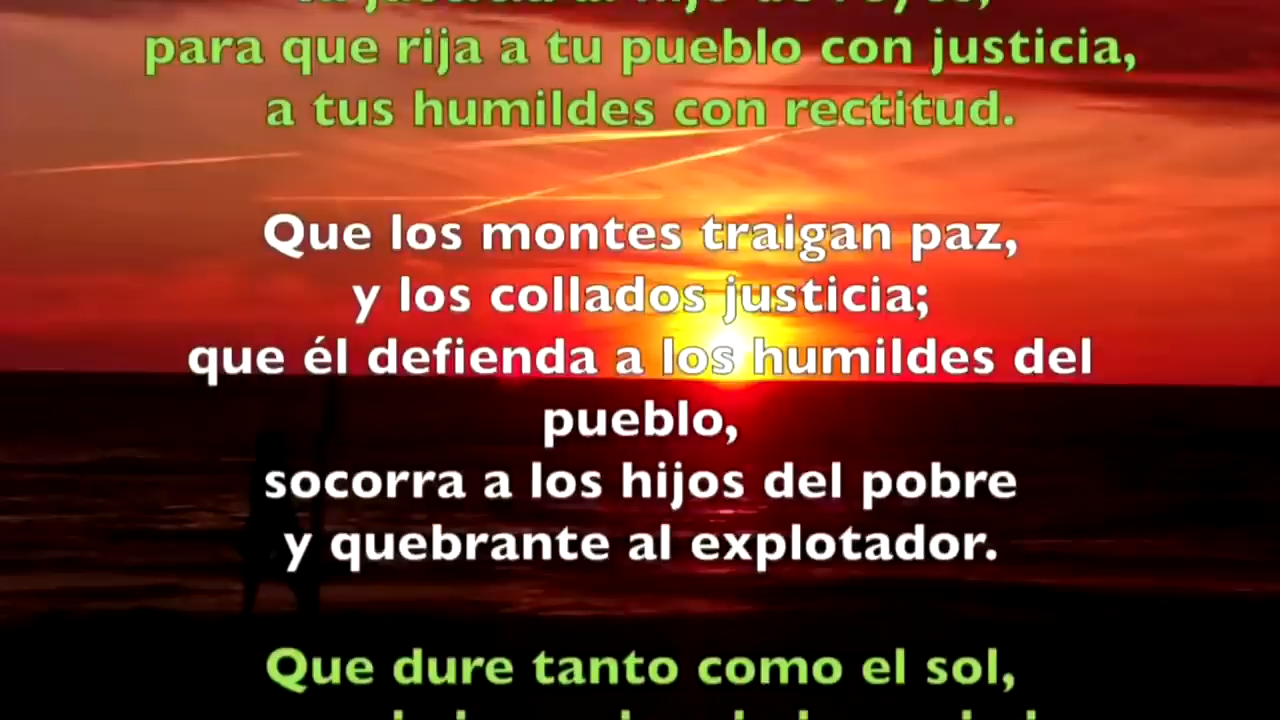 para que rija a tu pueblo con justicia,
a tus humildes con rectitud.
Que los montes traigan paz,
y los collados justicia;
que él defienda a los humildes del
pueblo,
socorra a los hijos del pobre
y quebrante al explotador.
Que dure tanto como el sol,